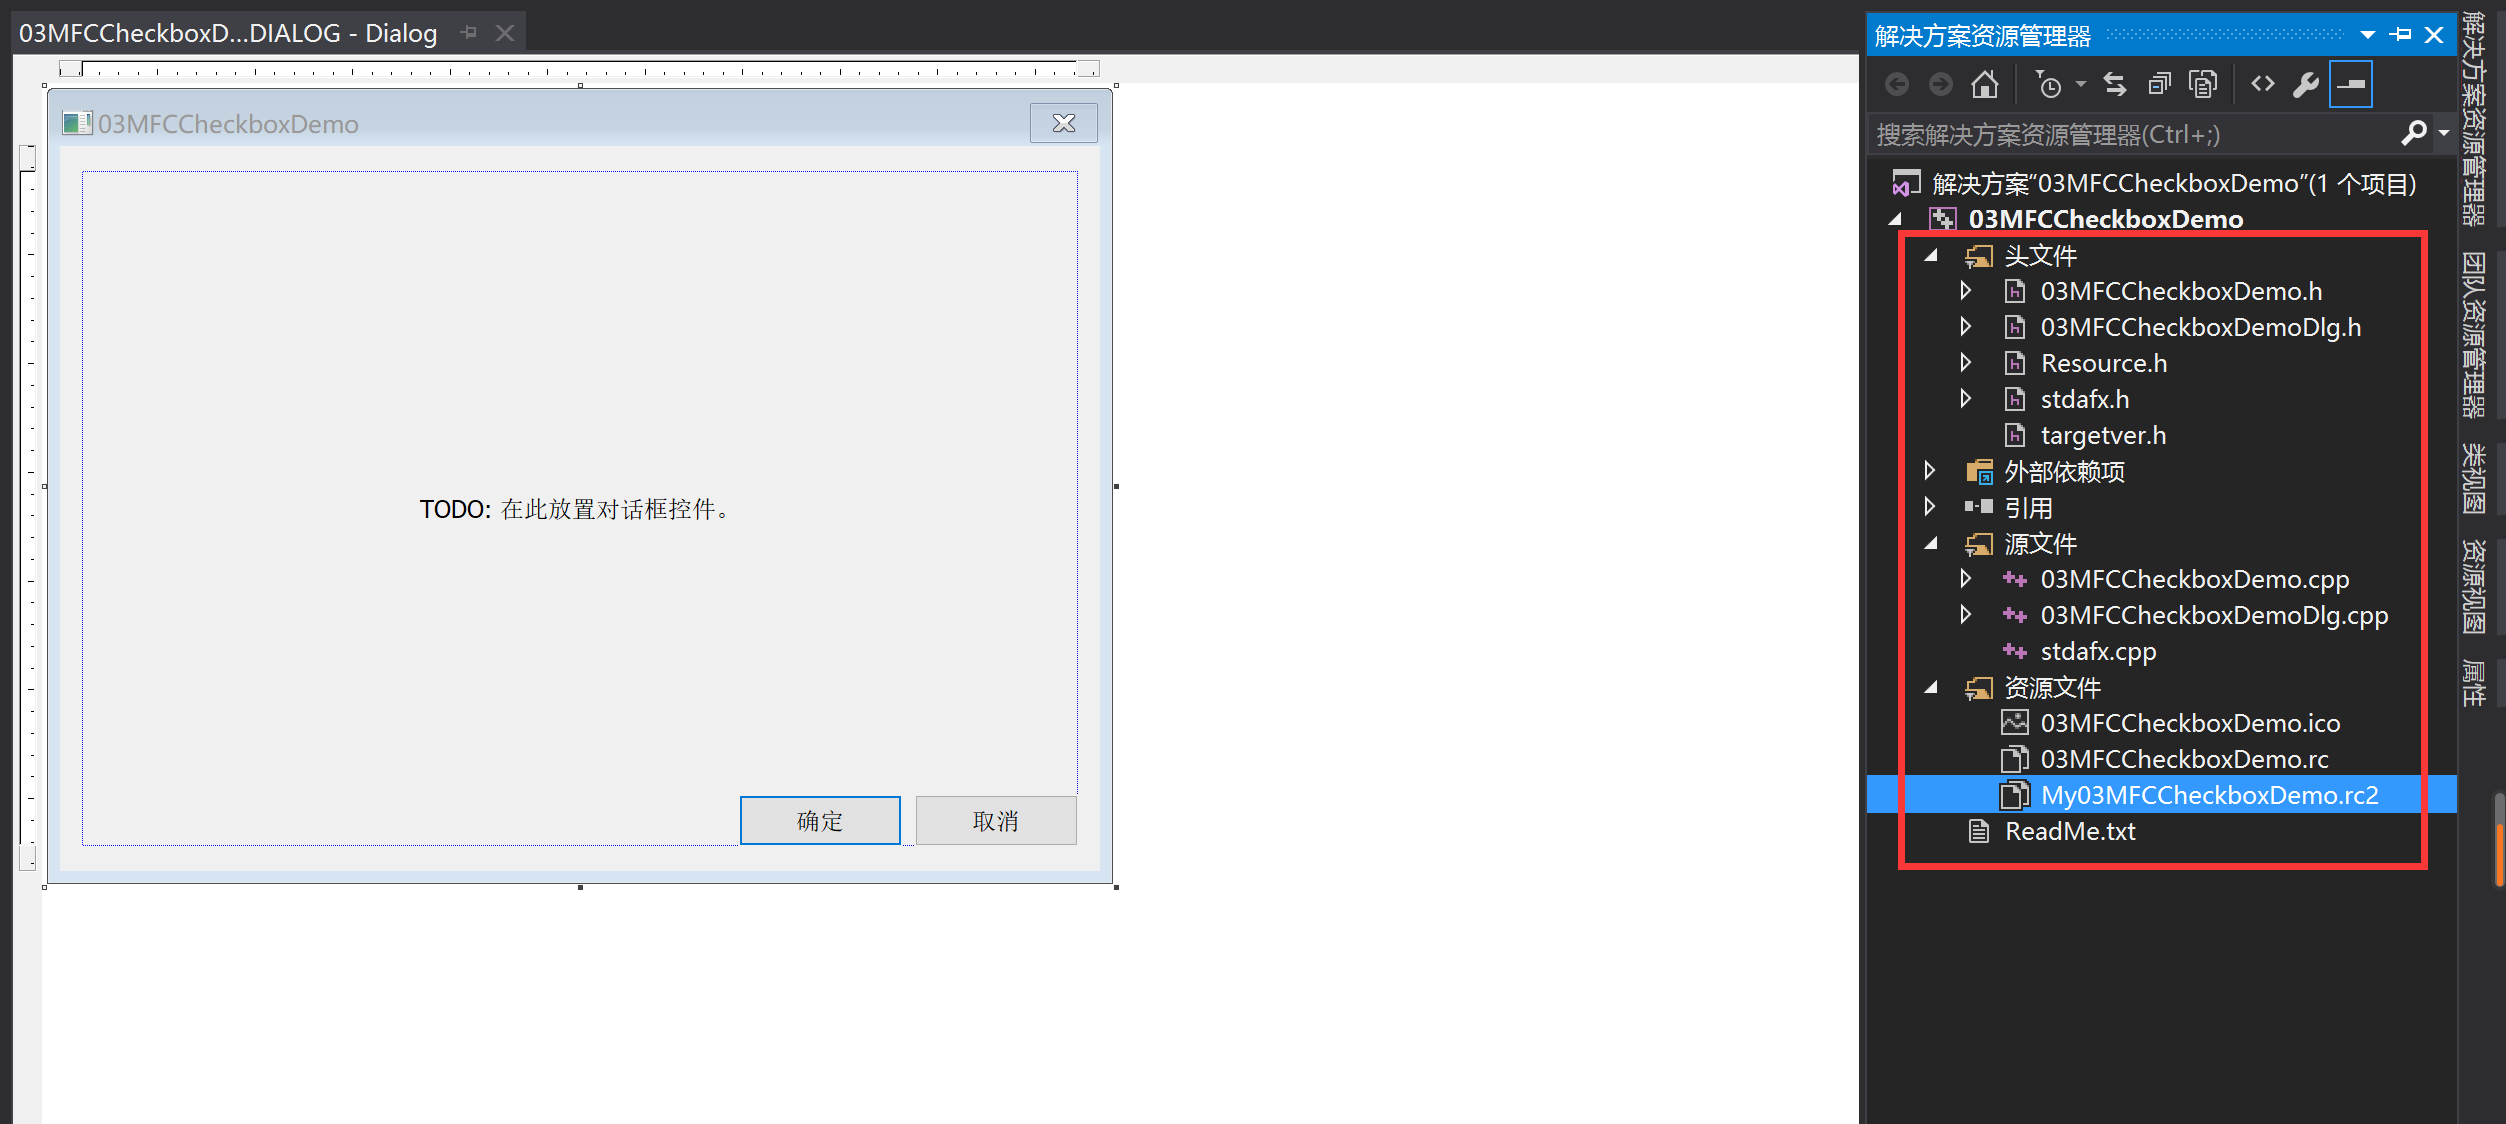 03MFCCheckboxD...DIALOG - Dialog
03MFCCheckboxDemo
TODO: 在此放置对话框控件。
确定
取消
解决方案资源管理器
搜索解决方案资源管理器(Ctrl+;)
解决方案"03MFCCheckboxDemo"(1 个项目)
03MFCCheckboxDemo
头文件
03MFCCheckboxDemo.h
03MFCCheckboxDemoDlg.h
Resource.h
stdafx.h
targetver.h
外部依赖项
引用
源文件
03MFCCheckboxDemo.cpp
03MFCCheckboxDemoDlg.cpp
stdafx.cpp
资源文件
03MFCCheckboxDemo.ico
03MFCCheckboxDemo.rc
My03MFCCheckboxDemo.rc2
ReadMe.txt
解决方案资源管理器
团队资源管理器
类视图
资源视图
属性